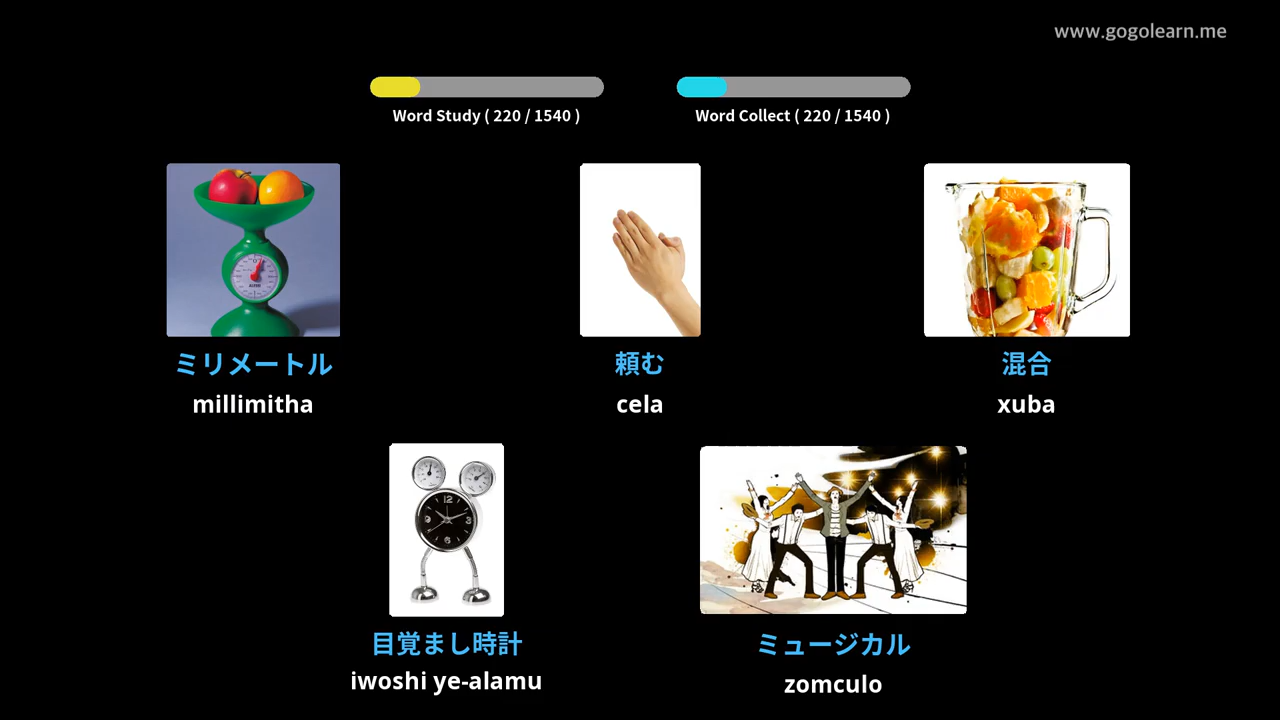 www.gogolearn.me
Word Study ( 220 / 1540 )
Word Collect ( 220 / 1540 )
ミリメートル
millimitha
頼む
cela
混合
xuba
目覚まし時計
iwoshi ye-alamu
ミュージカル
zomculo